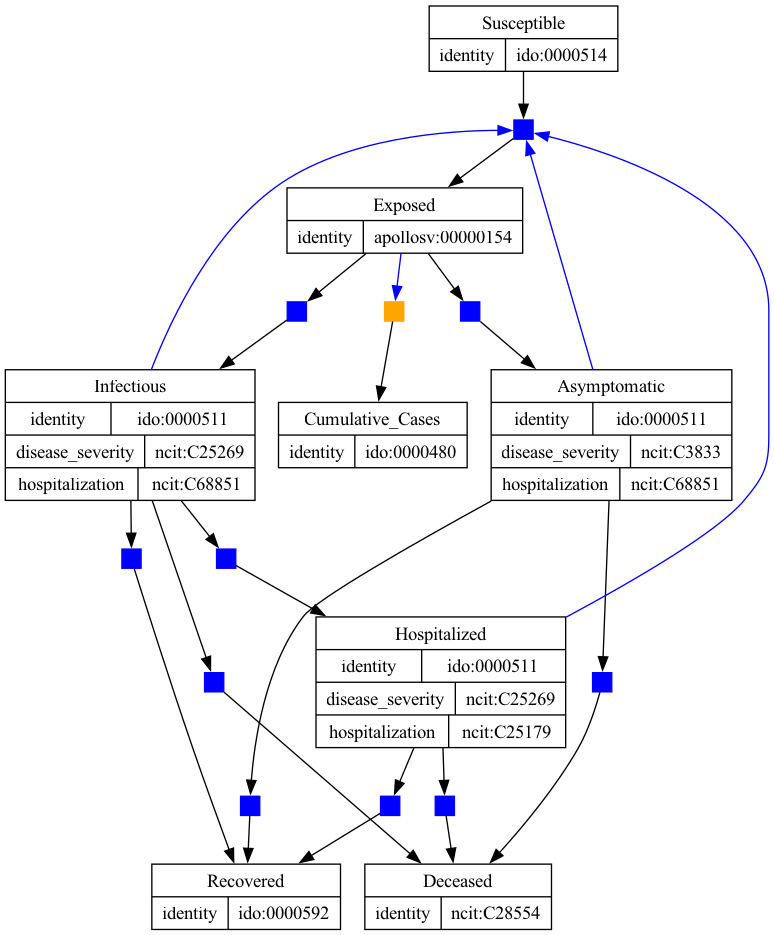 Susceptible
identity ido:0000514
Exposed
identity apollosv:00000154
Infectious
identity ido:0000511
disease_severity ncit:C25269
hospitalization ncit:C68851
Cumulative_Cases
identity ido:0000480
Asymptomatic
identity ido:0000511
disease_severity ncit:C3833
hospitalization ncit:C68851
Hospitalized
identity ido:0000511
disease_severity ncit:C25269
hospitalization ncit:C25179
Recovered
identity ido:0000592
Deceased
identity ncit:C28554